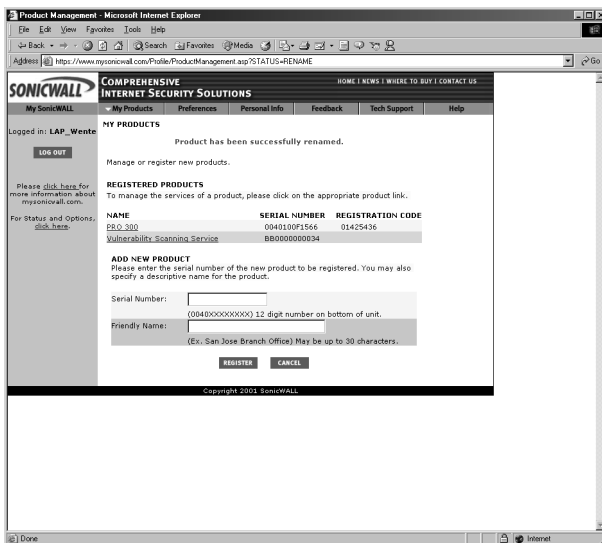 Product Management - Microsoft Internet Explorer
File Edit View Favorites Tools Help
Back Search Favorites Media
Address https://www.mysonicwall.com/Profile/ProductManagement.asp?STATUS=RENAME Go
SONICWALL
COMPREHENSIVE
INTERNET SECURITY SOLUTIONS
HOME | NEWS | WHERE TO BUY | CONTACT US
My SonicWALL My Products Preferences Personal Info Feedback Tech Support Help
Logged in: LAP_Wente
LOG OUT
Please click here for
more information about
mysonicwall.com.
For Status and Options,
click here.
MY PRODUCTS
Product has been successfully renamed.
Manage or register new products.
REGISTERED PRODUCTS
To manage the services of a product, please click on the appropriate product link.
NAME SERIAL NUMBER REGISTRATION CODE
PRO 300 0040100F1566 01425436
Vulnerability Scanning Service BB0000000034
ADD NEW PRODUCT
Please enter the serial number of the new product to be registered. You may also
specify a descriptive name for the product.
Serial Number:
(0040XXXXXXXX) 12 digit number on bottom of unit.
Friendly Name:
(Ex. San Jose Branch Office) May be up to 30 characters.
REGISTER CANCEL
Copyright 2001 SonicWALL
Done Internet